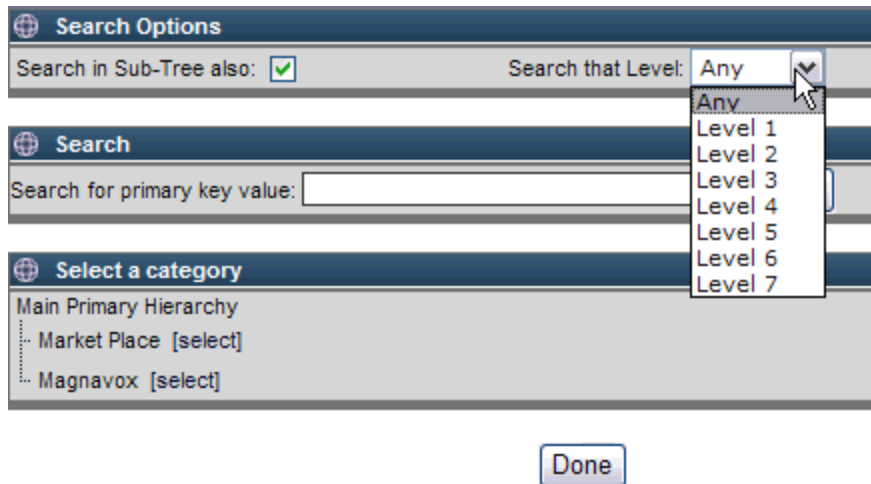 Search Options
Search in Sub-Tree also: Search that Level: Any
Any
Level 1
Level 2
Level 3
Level 4
Level 5
Level 6
Level 7
Search
Search for primary key value:
Select a category
Main Primary Hierarchy
Market Place [select]
Magnavox [select]
Done